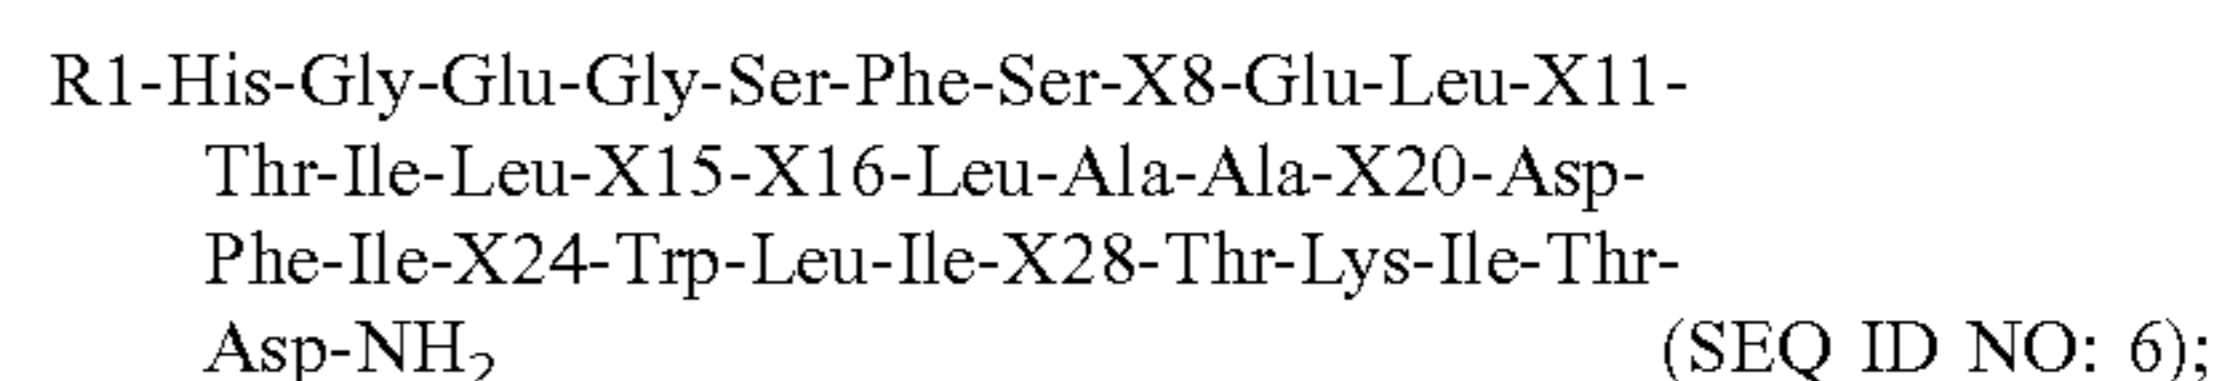 R1-His-Gly-Glu-Gly-Ser-Phe-Ser-X8-Glu-Leu-X11-
Thr-Ile-Leu-X15-X16-Leu-Ala-Ala-X20-Asp-
Phe-Ile-X24-Trp-Leu-Ile-X28-Thr-Lys-Ile-Thr-
Asp-NH₂ (SEQ ID NO: 6);